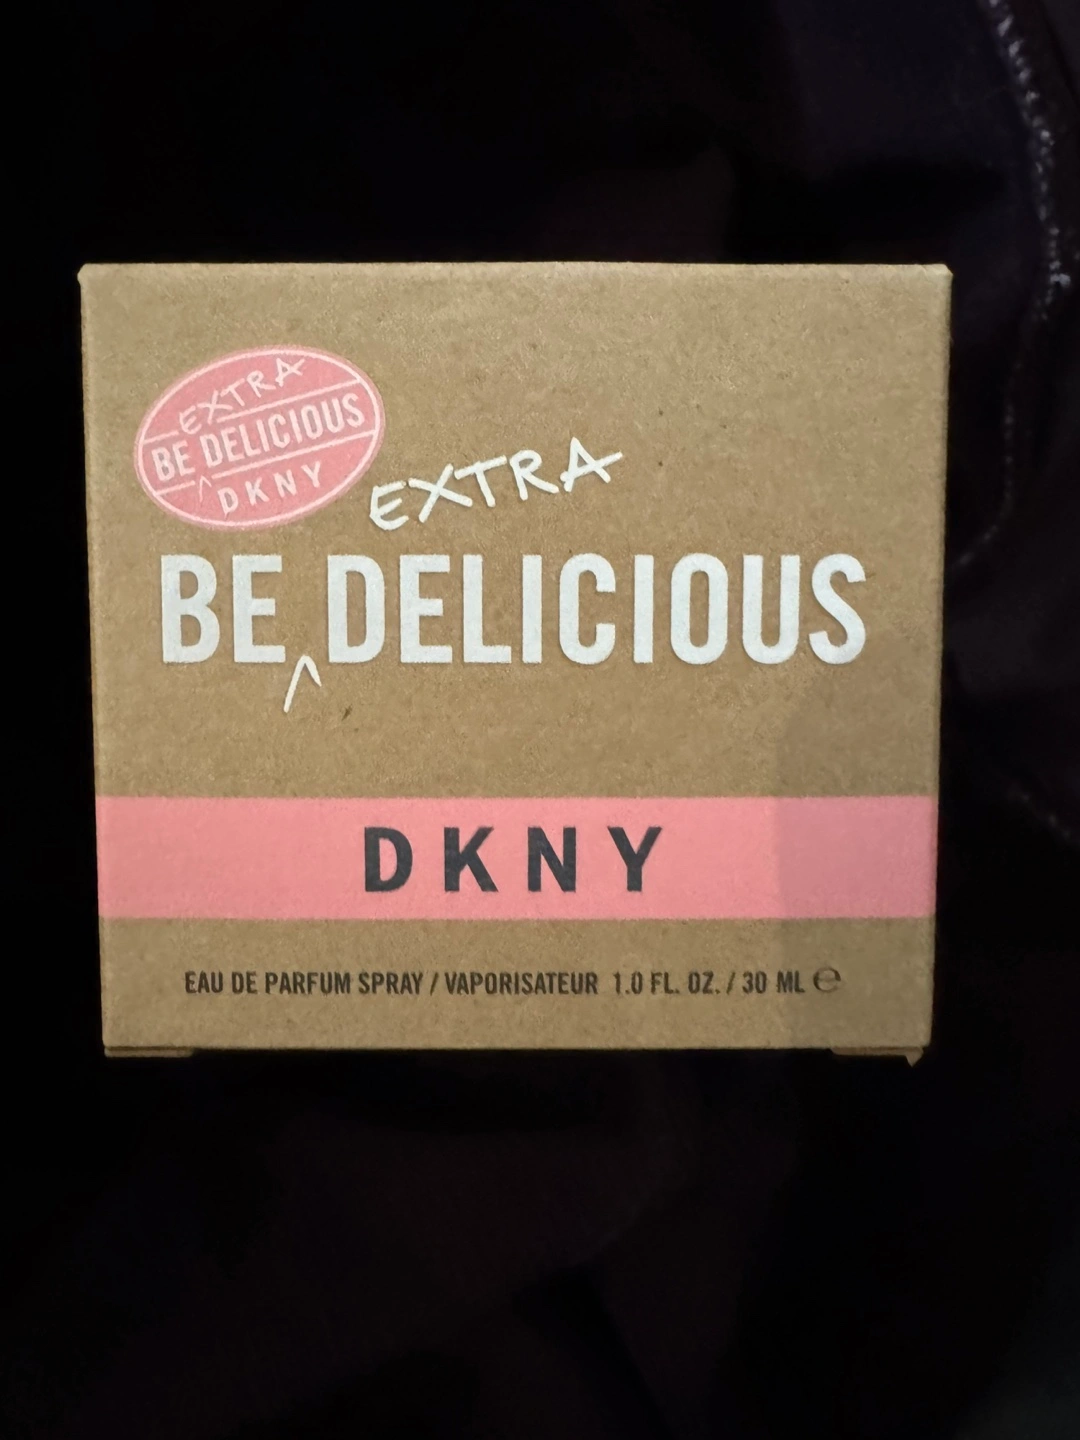 EXTRA
BE DELICIOUS
DKNY
EXTRA
BE DELICIOUS
DKNY
EAU DE PARFUM SPRAY / VAPORISATEUR 1.0 FL. OZ. / 30 ML ℮